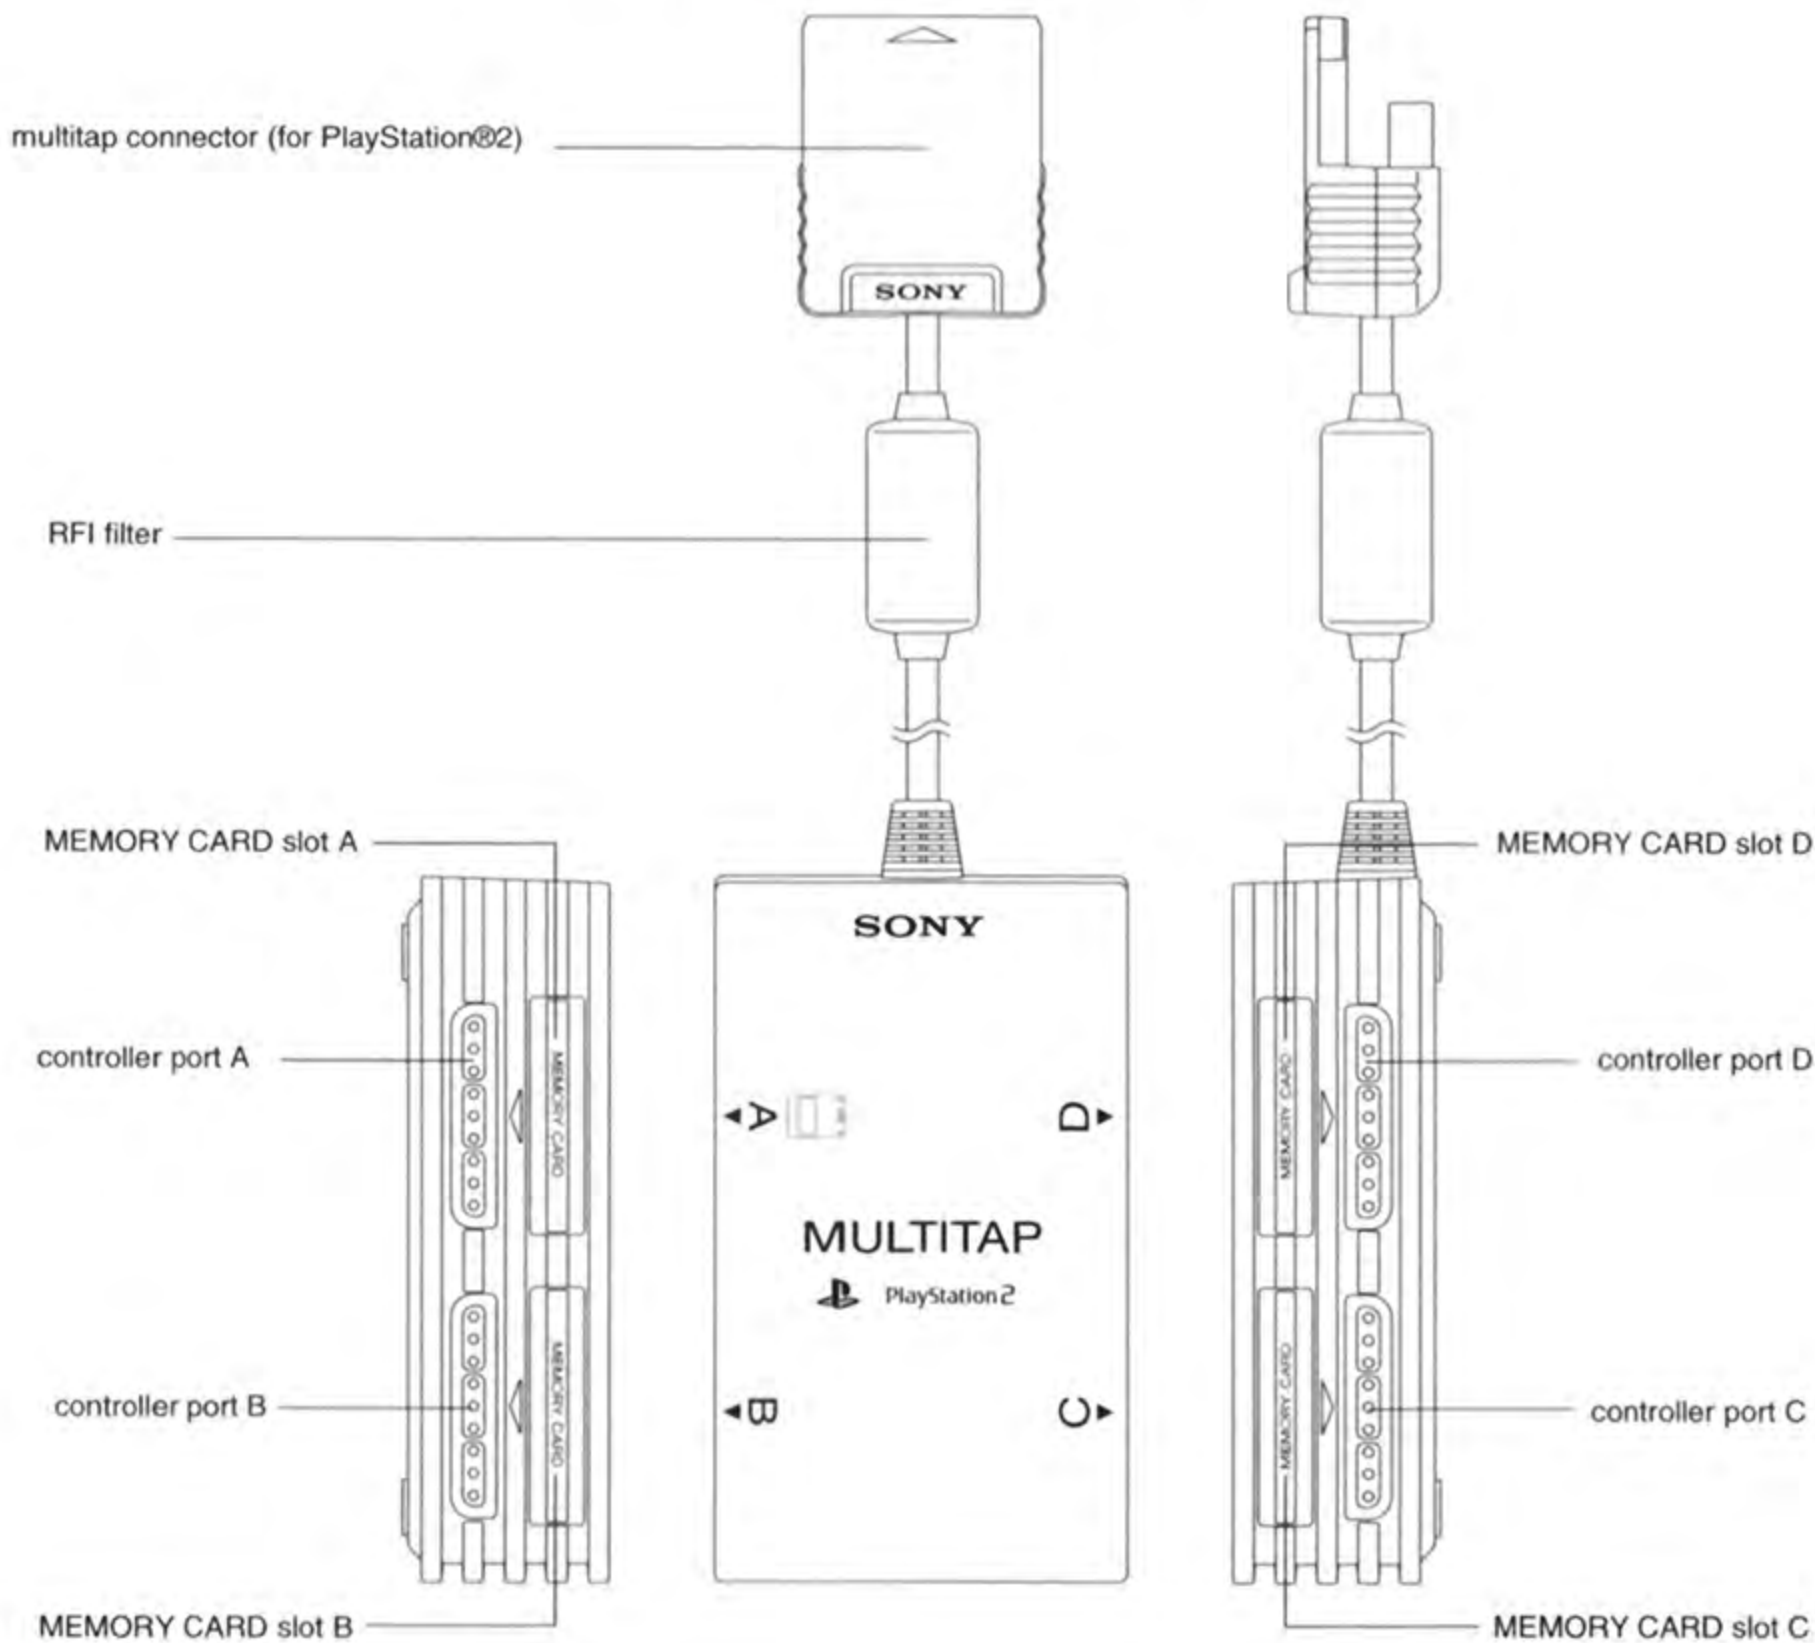 multitap connector (for PlayStation®2)
SONY
RFI filter
MEMORY CARD slot A
MEMORY CARD slot D
SONY
controller port A
MEMORY CARD
A
D
MEMORY CARD
controller port D
MULTITAP
PlayStation 2
controller port B
MEMORY CARD
B
C
MEMORY CARD
controller port C
MEMORY CARD slot B
MEMORY CARD slot C